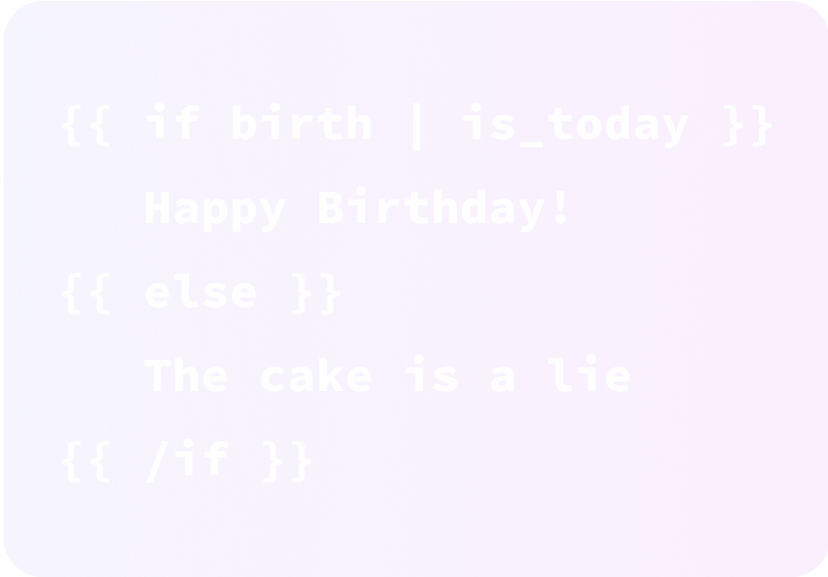 {{ if birth | is_today }}
Happy Birthday!
{{ else }}
The cake is a lie
{{ /if }}